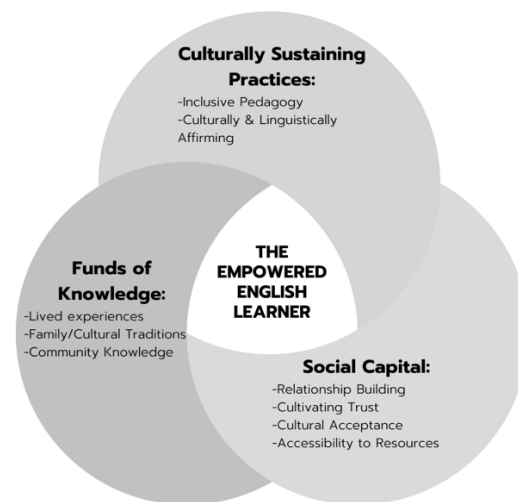 Culturally Sustaining
Practices:
-Inclusive Pedagogy
-Culturally & Linguistically
Affirming
THE
EMPOWERED
ENGLISH
LEARNER
Funds of
Knowledge:
-Lived experiences
-Family/Cultural Traditions
-Community Knowledge
Social Capital:
-Relationship Building
-Cultivating Trust
-Cultural Acceptance
-Accessibility to Resources